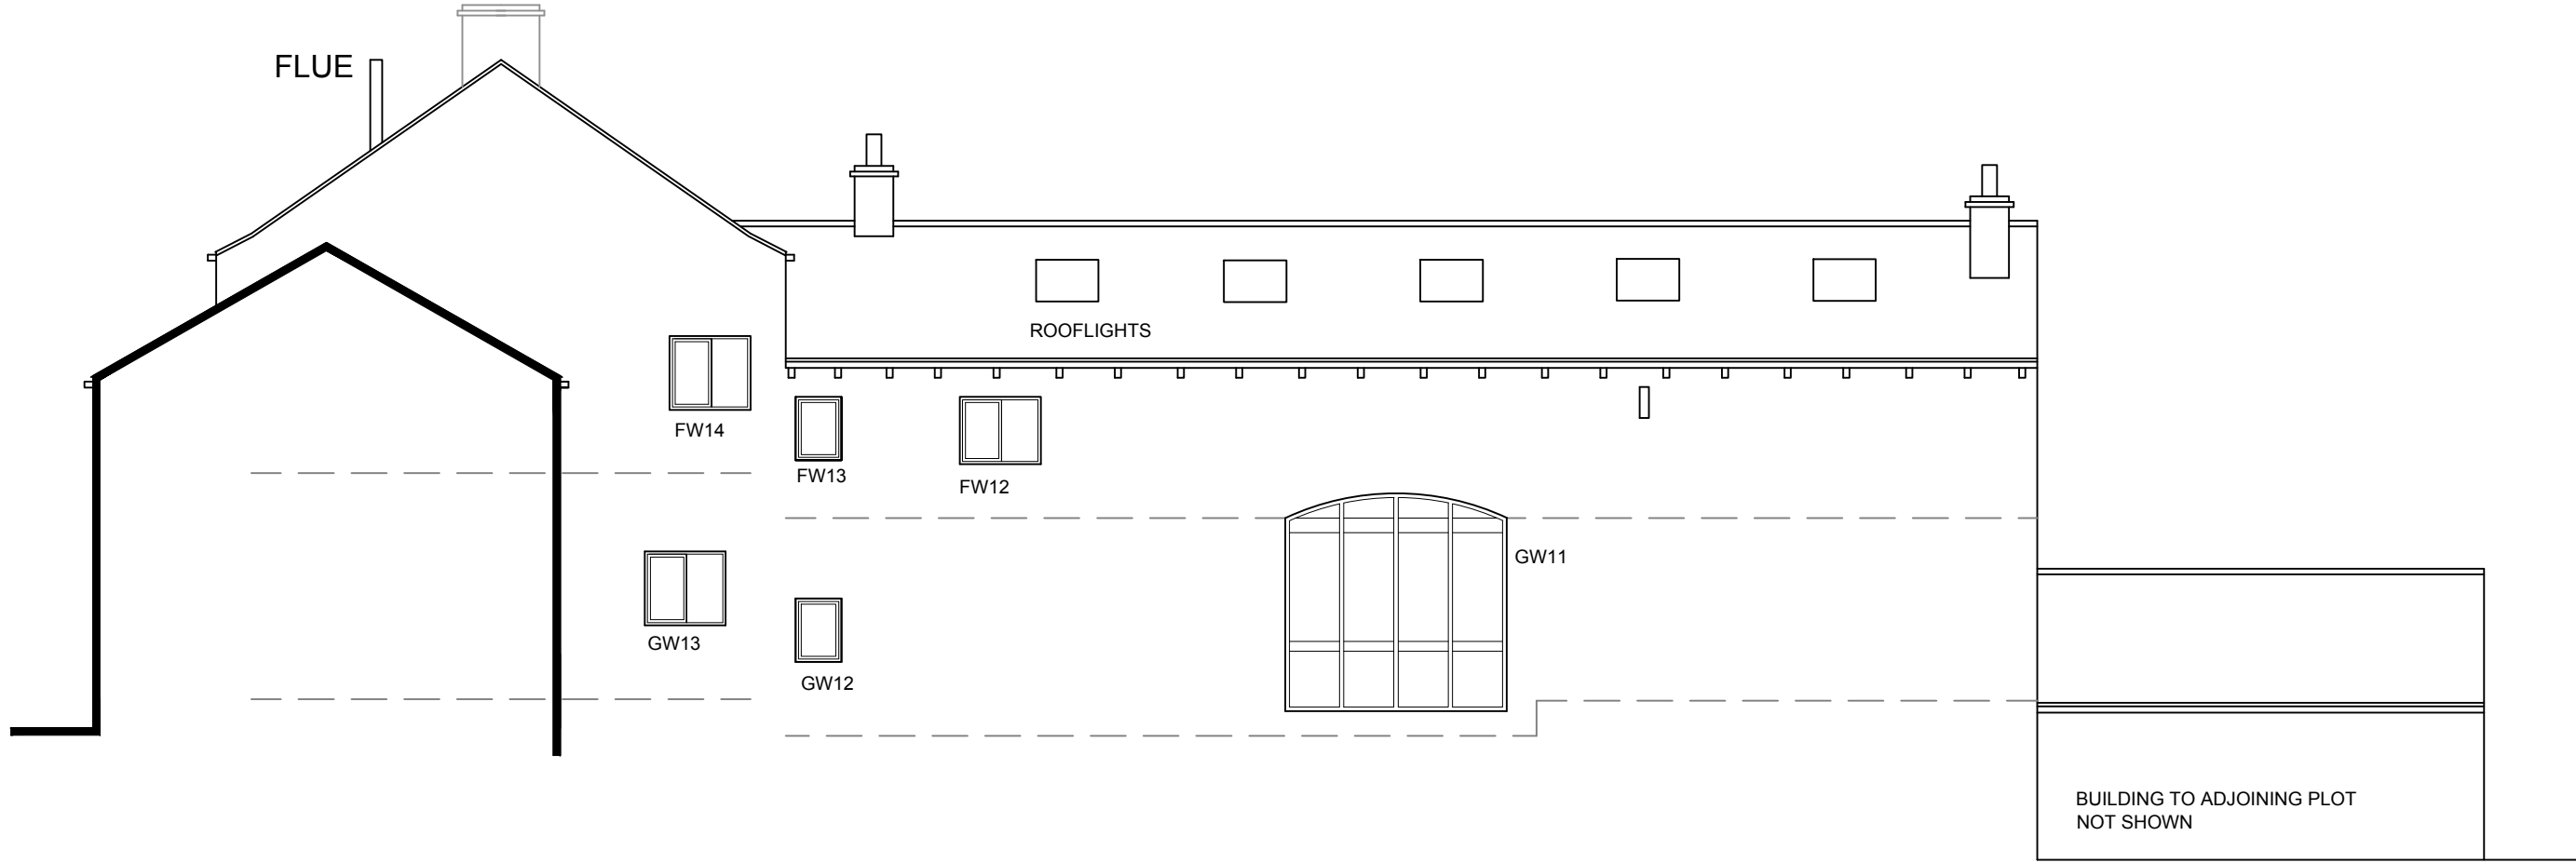 FLUE
ROOFLIGHTS
FW14
FW13
FW12
GW11
GW13
GW12
BUILDING TO ADJOINING PLOT
NOT SHOWN